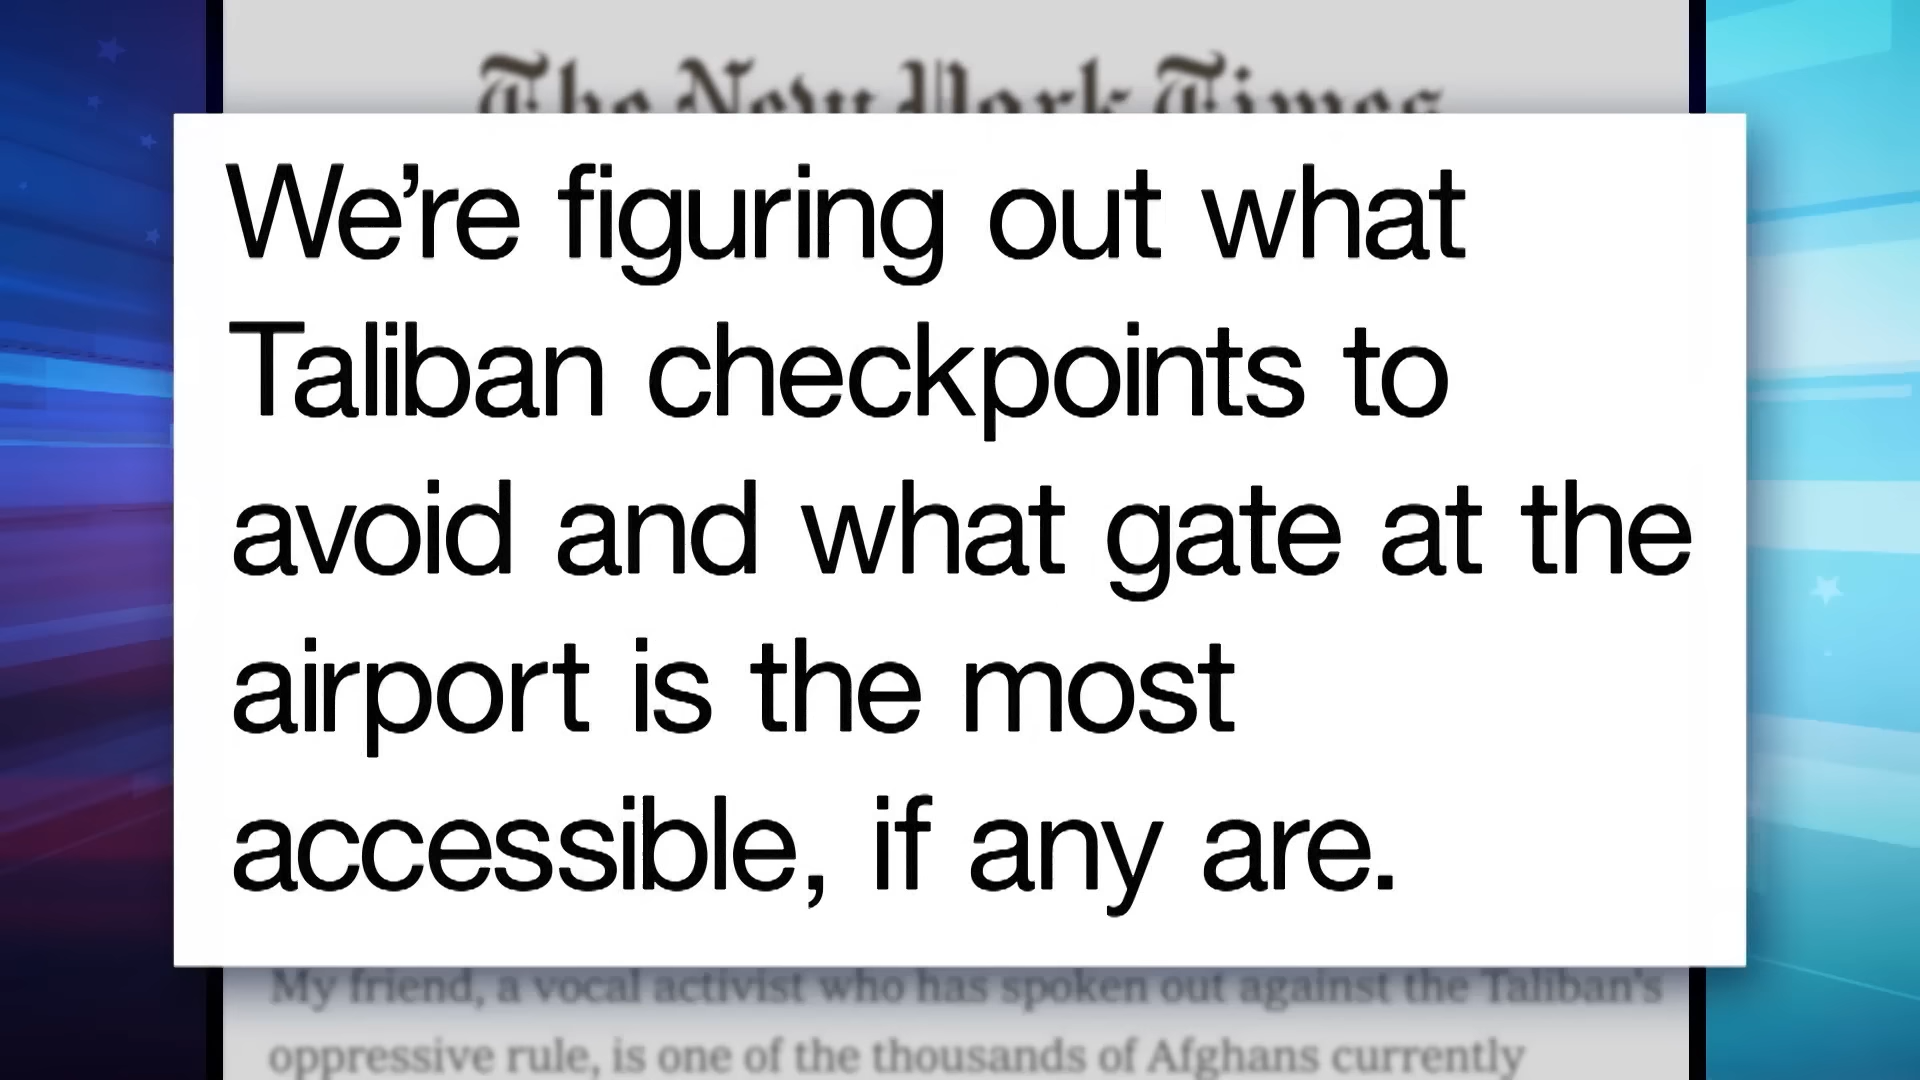 The New York Times
We’re figuring out what
Taliban checkpoints to
avoid and what gate at the
airport is the most
accessible, if any are.
My friend, a vocal activist who has spoken out against the Taliban's
oppressive rule, is one of the thousands of Afghans currently